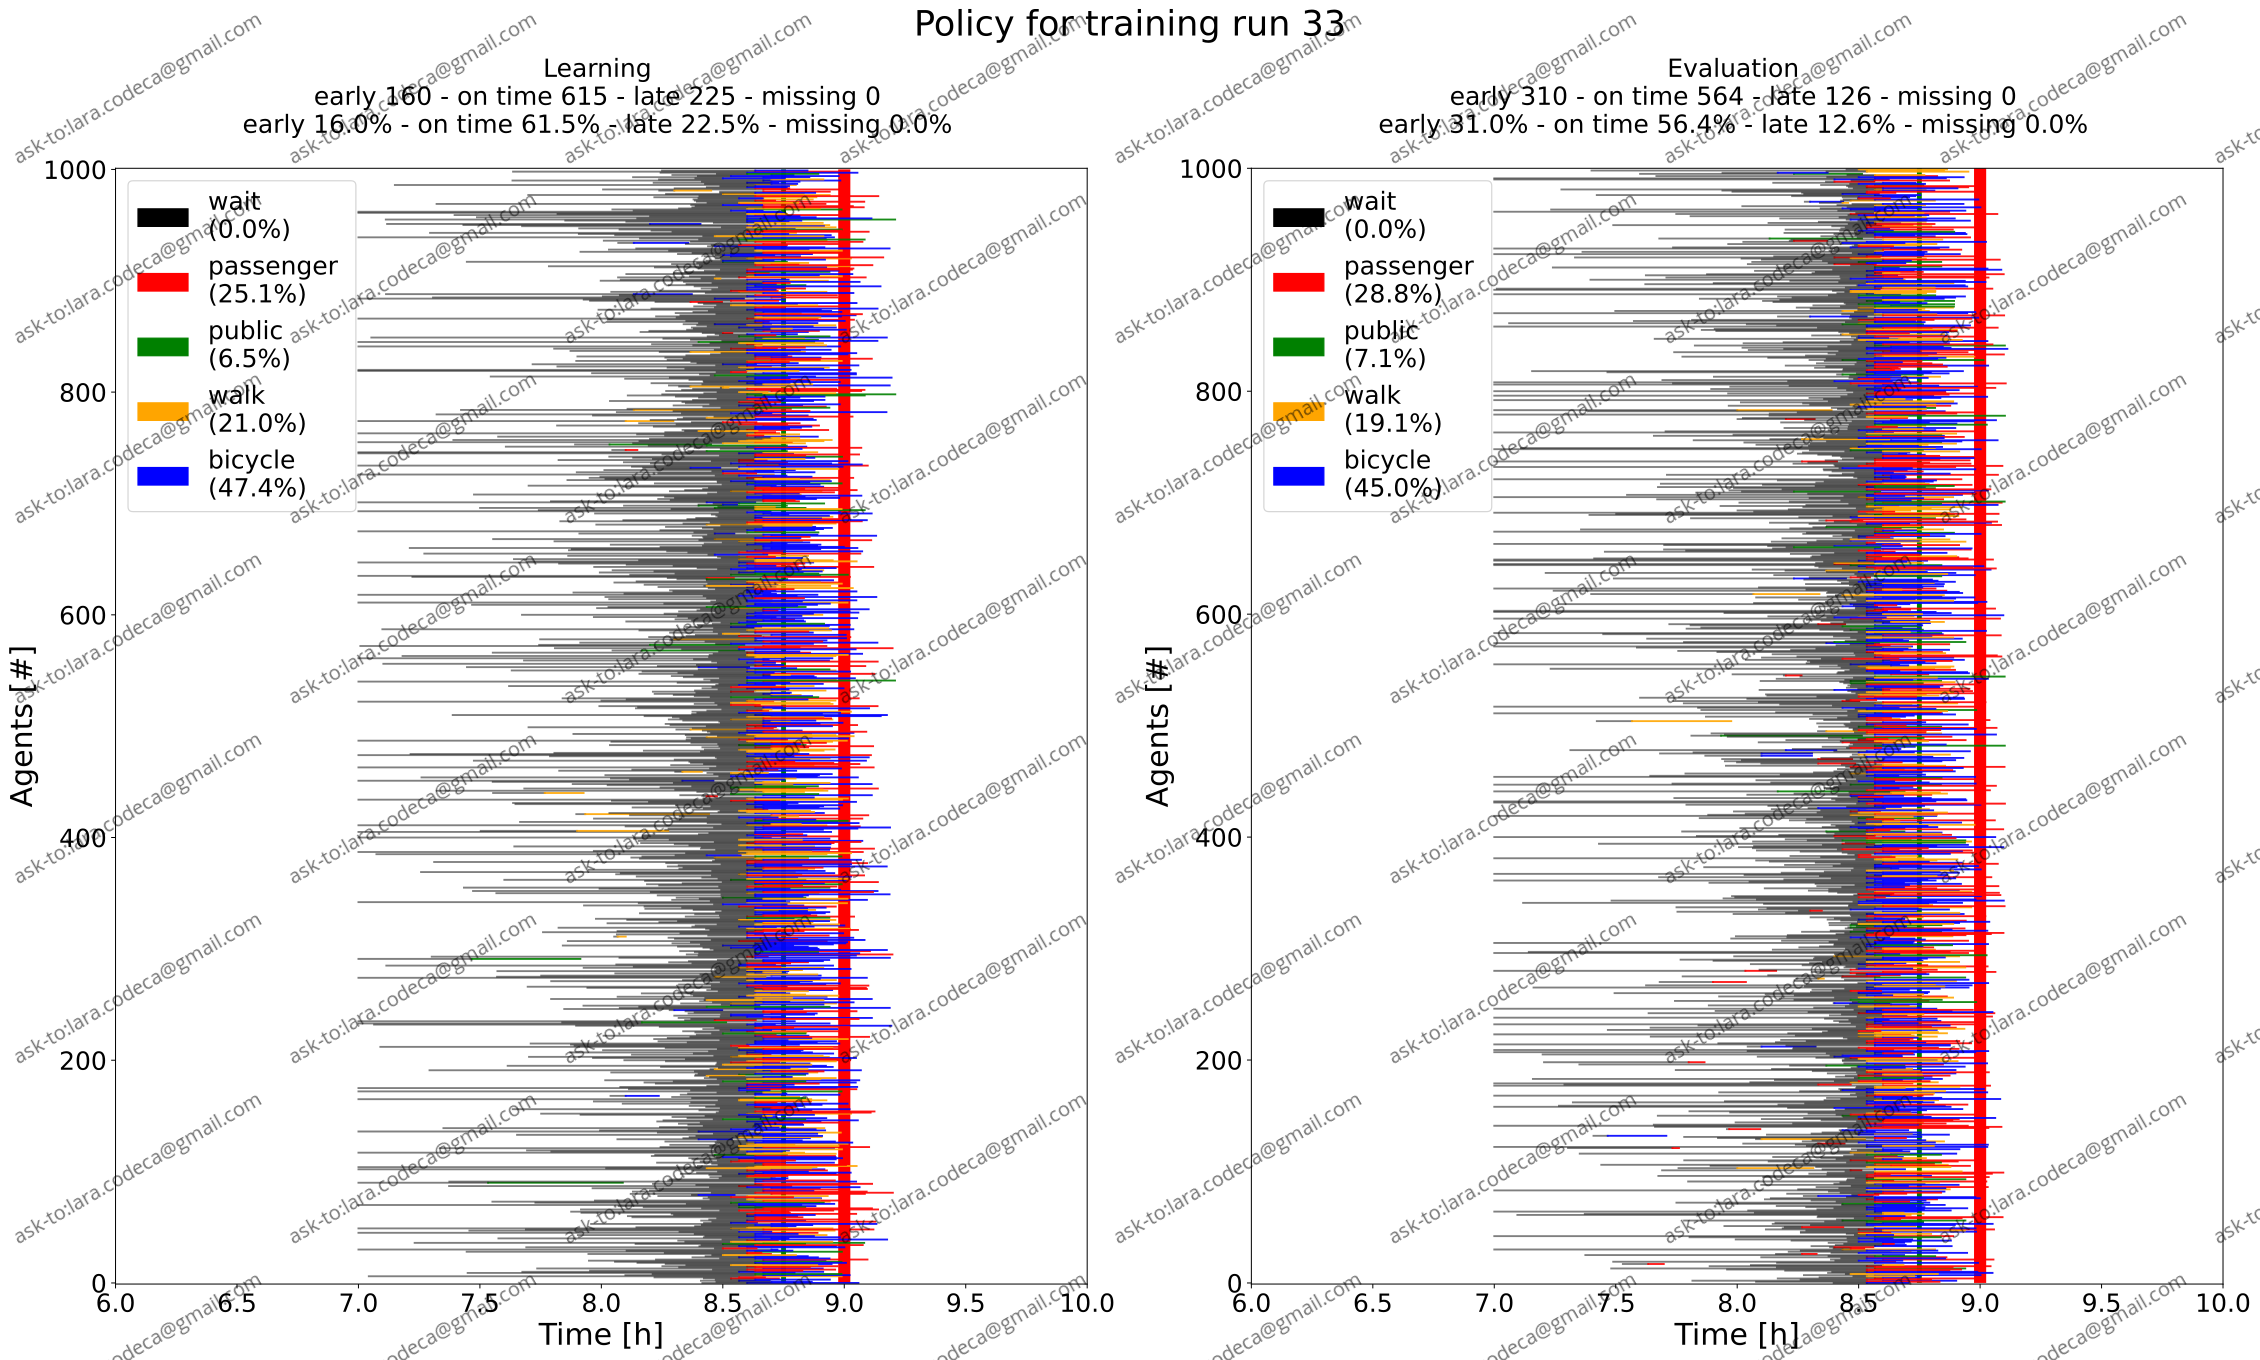 Policy for training run 33
Learning
early 160 - on time 615 - late 225 - missing 0
early 16.0% - on time 61.5% - late 22.5% - missing 0.0%
Agents [#]
1000
800
600
400
200
0
wait
(0.0%)
passenger
(25.1%)
public
(6.5%)
walk
(21.0%)
bicycle
(47.4%)
6.0 6.5 7.0 7.5 8.0 8.5 9.0 9.5 10.0
Time [h]
Evaluation
early 310 - on time 564 - late 126 - missing 0
early 31.0% - on time 56.4% - late 12.6% - missing 0.0%
Agents [#]
1000
800
600
400
200
0
wait
(0.0%)
passenger
(28.8%)
public
(7.1%)
walk
(19.1%)
bicycle
(45.0%)
6.0 6.5 7.0 7.5 8.0 8.5 9.0 9.5 10.0
Time [h]
ask-to:lara.codeca@gmail.com